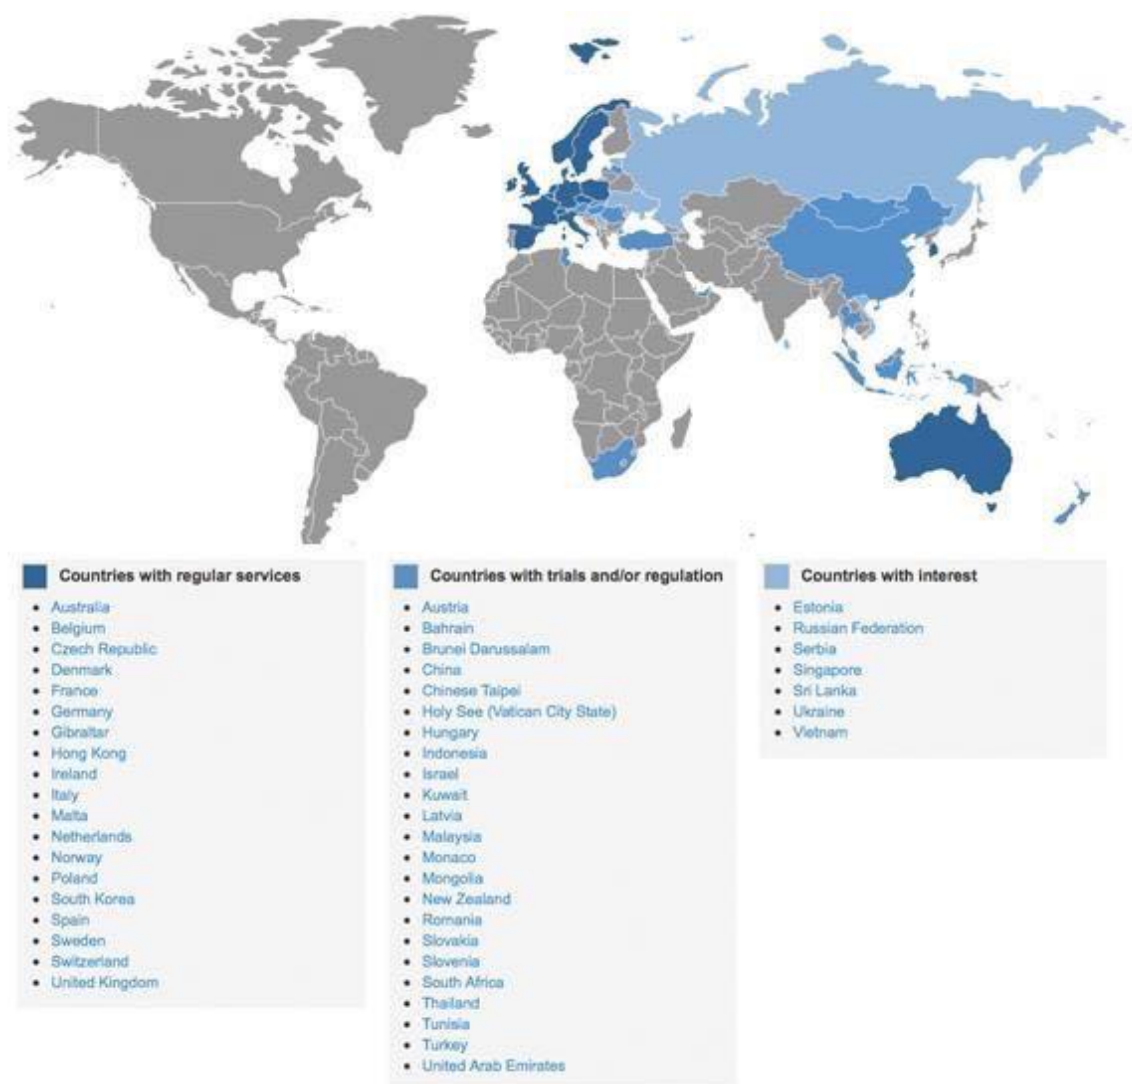 Countries with regular services
Australia
Belgium
Czech Republic
Denmark
France
Germany
Gibraltar
Hong Kong
Ireland
Italy
Malta
Netherlands
Norway
Poland
South Korea
Spain
Sweden
Switzerland
United Kingdom
Countries with trials and/or regulation
Austria
Bahrain
Brunei Darussalam
China
Chinese Taipei
Holy See (Vatican City State)
Hungary
Indonesia
Israel
Kuwait
Latvia
Malaysia
Monaco
Mongolia
New Zealand
Romania
Slovakia
Slovenia
South Africa
Thailand
Tunisia
Turkey
United Arab Emirates
Countries with interest
Estonia
Russian Federation
Serbia
Singapore
Sri Lanka
Ukraine
Vietnam